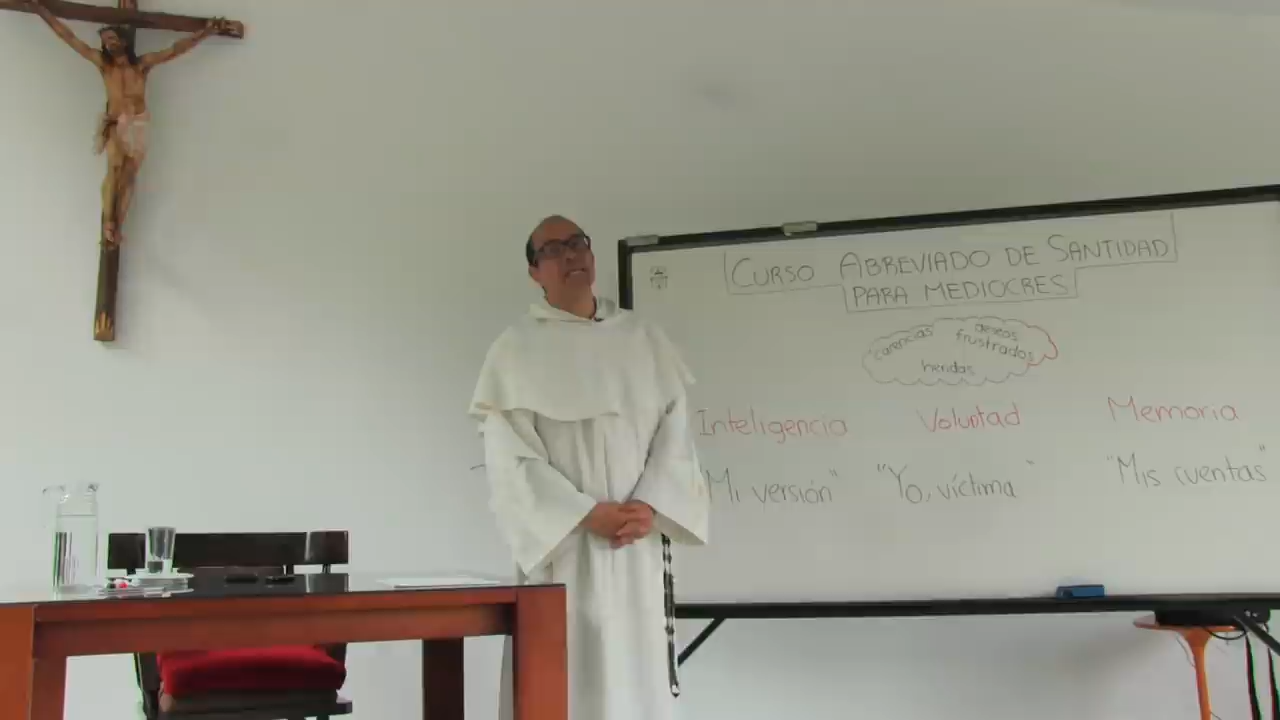 CURSO ABREVIADO DE SANTIDAD
PARA MEDIOCRES
carencias deseos
frustrados
heridas
Inteligencia Voluntad Memoria
"Mi versión" "Yo, víctima" "Mis cuentas"